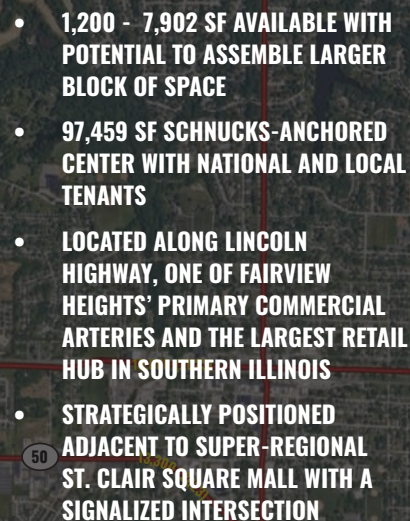 • 1,200 - 7,902 SF AVAILABLE WITH
POTENTIAL TO ASSEMBLE LARGER
BLOCK OF SPACE
• 97,459 SF SCHNUCKS-ANCHORED
CENTER WITH NATIONAL AND LOCAL
TENANTS
• LOCATED ALONG LINCOLN
HIGHWAY, ONE OF FAIRVIEW
HEIGHTS' PRIMARY COMMERCIAL
ARTERIES AND THE LARGEST RETAIL
HUB IN SOUTHERN ILLINOIS
• STRATEGICALLY POSITIONED
50 ADJACENT TO SUPER-REGIONAL
ST. CLAIR SQUARE MALL WITH A
SIGNALIZED INTERSECTION